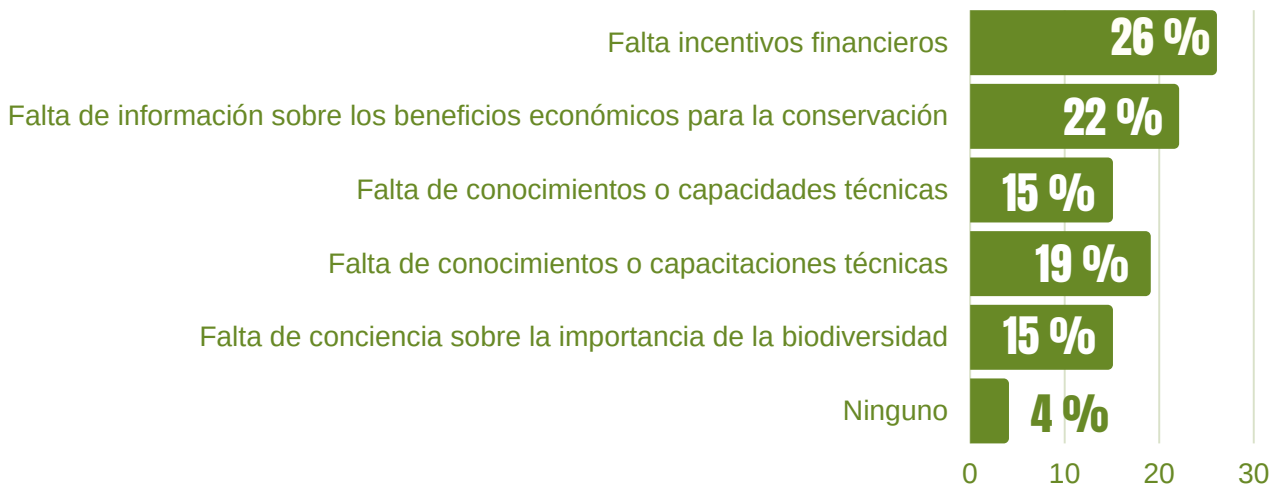 Falta incentivos financieros 26 %
Falta de información sobre los beneficios económicos para la conservación 22 %
Falta de conocimientos o capacidades técnicas 15 %
Falta de conocimientos o capacitaciones técnicas 19 %
Falta de conciencia sobre la importancia de la biodiversidad 15 %
Ninguno 4 %
0 10 20 30